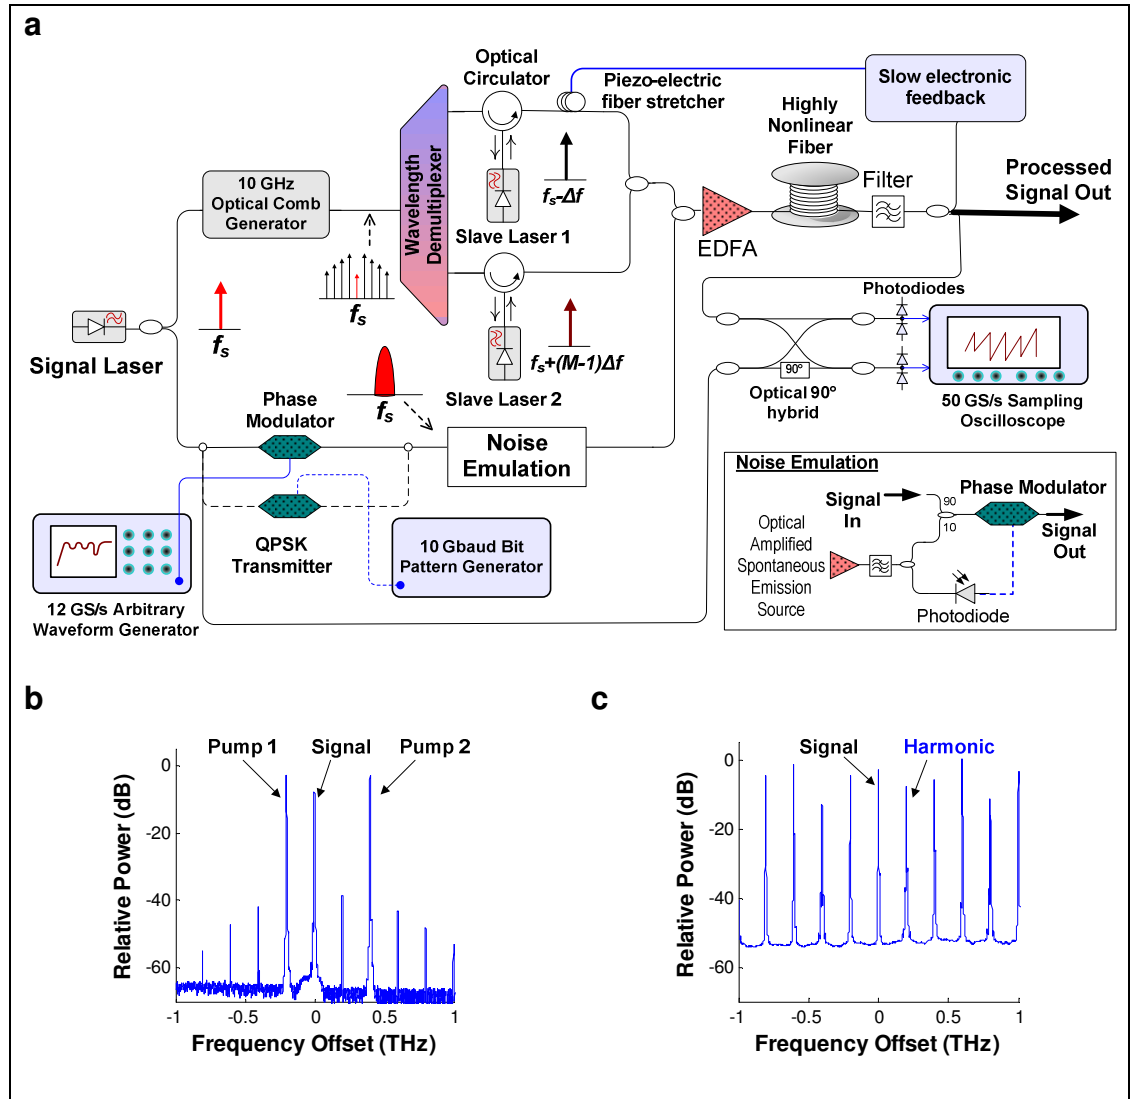 a
Optical
Circulator
Piezo-electric
fiber stretcher
Slow electronic
feedback
Highly
Nonlinear
Fiber
Processed
Signal Out
10 GHz
Optical Comb
Generator
Wavelength
Demultiplexer
fs-Δf
Filter
Slave Laser 1
EDFA
fs
fs
Photodiodes
Signal Laser
fs+(M-1)Δf
90º
Optical 90º
hybrid
50 GS/s Sampling
Oscilloscope
fs
Slave Laser 2
Phase
Modulator
Noise
Emulation
Noise Emulation
Signal
In
90
10
Phase Modulator
Signal
Out
Optical
Amplified
Spontaneous
Emission
Source
Photodiode
QPSK
Transmitter
10 Gbaud Bit
Pattern Generator
12 GS/s Arbitrary
Waveform Generator
b
Pump 1
Signal
Pump 2
Relative Power (dB)
0
-20
-40
-60
-1
-0.5
0
0.5
1
Frequency Offset (THz)
c
Signal
Harmonic
Relative Power (dB)
0
-20
-40
-60
-1
-0.5
0
0.5
1
Frequency Offset (THz)